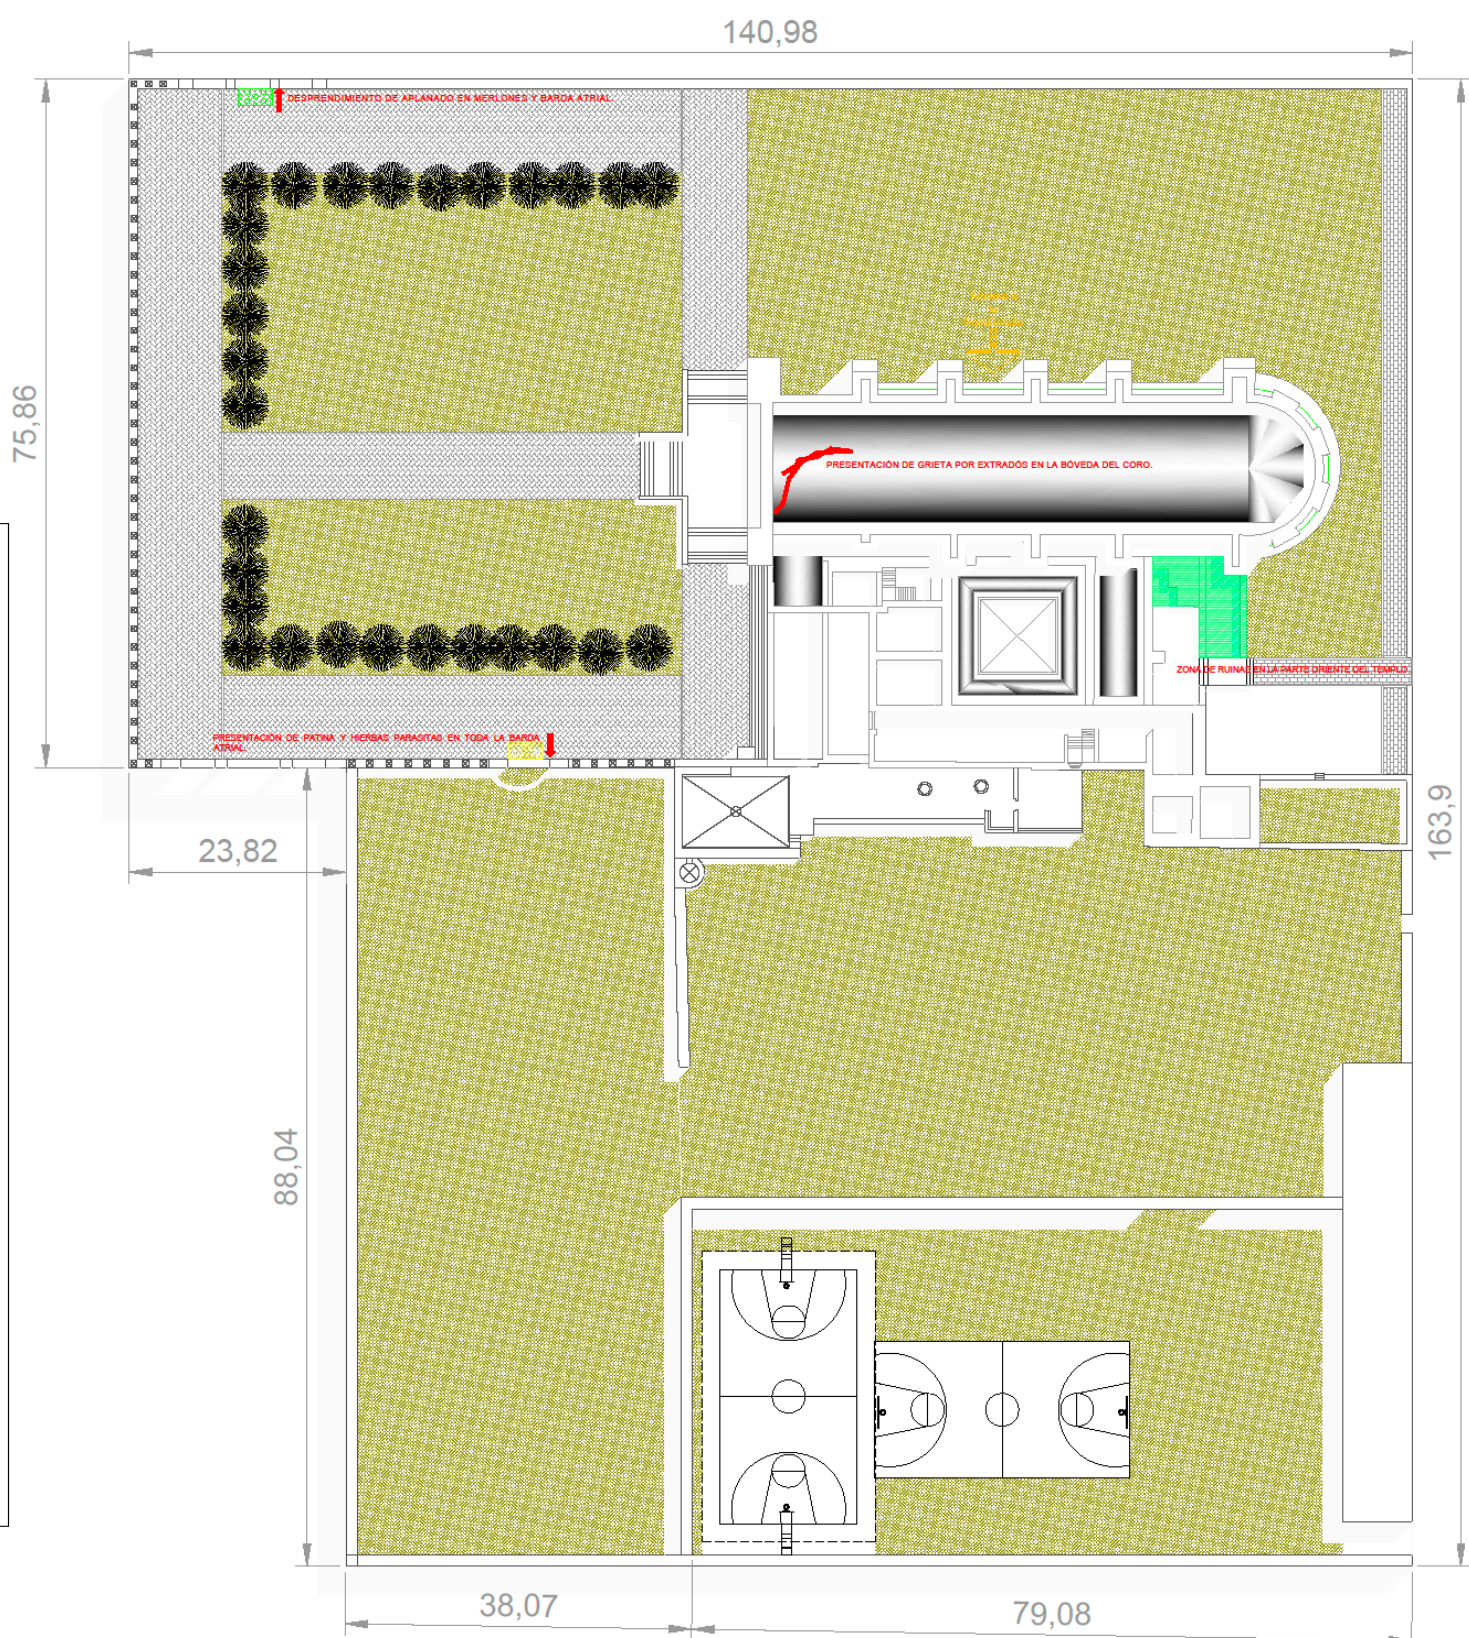 140,98
DESPRENDIMIENTO DE APLANADO EN MERLONES Y BARDA ATRIAL.
75,86
PRESENTACIÓN DE GRIETA POR EXTRADÓS EN LA BÓVEDA DEL CORO.
ZONA DE RUINAS EN LA PARTE ORIENTE DEL TEMPLO.
PRESENTACIÓN DE PATINA Y HIERBAS PARASITAS EN TODA LA BARDA
ATRIAL.
163,9
23,82
88,04
38,07
79,08